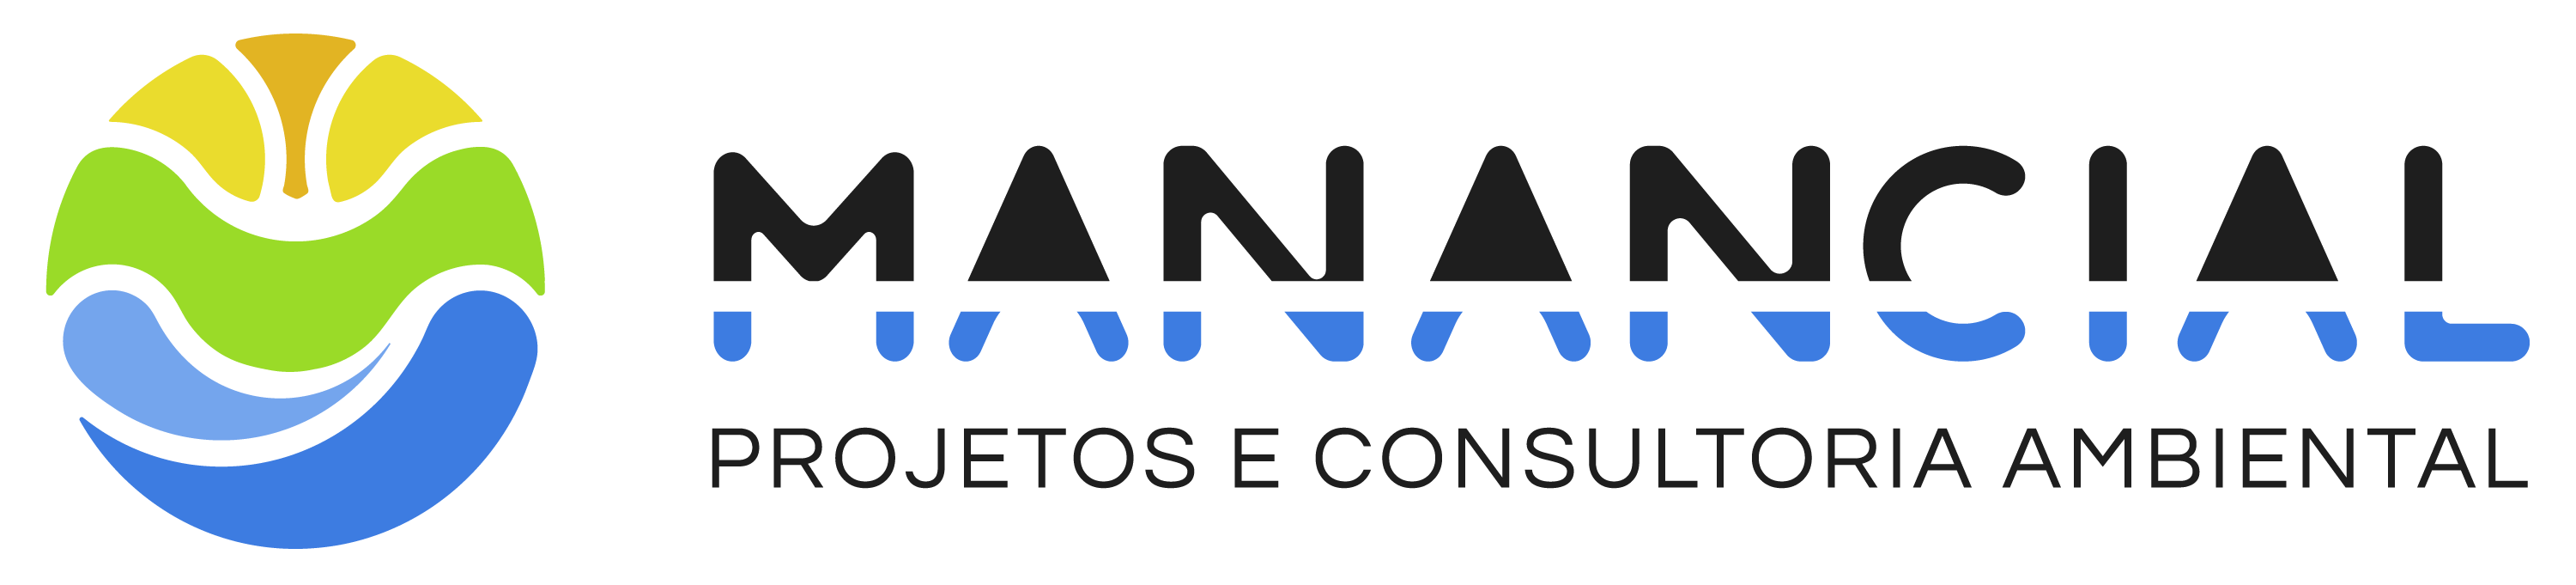 MANANCIAL
PROJETOS E CONSULTORIA AMBIENTAL